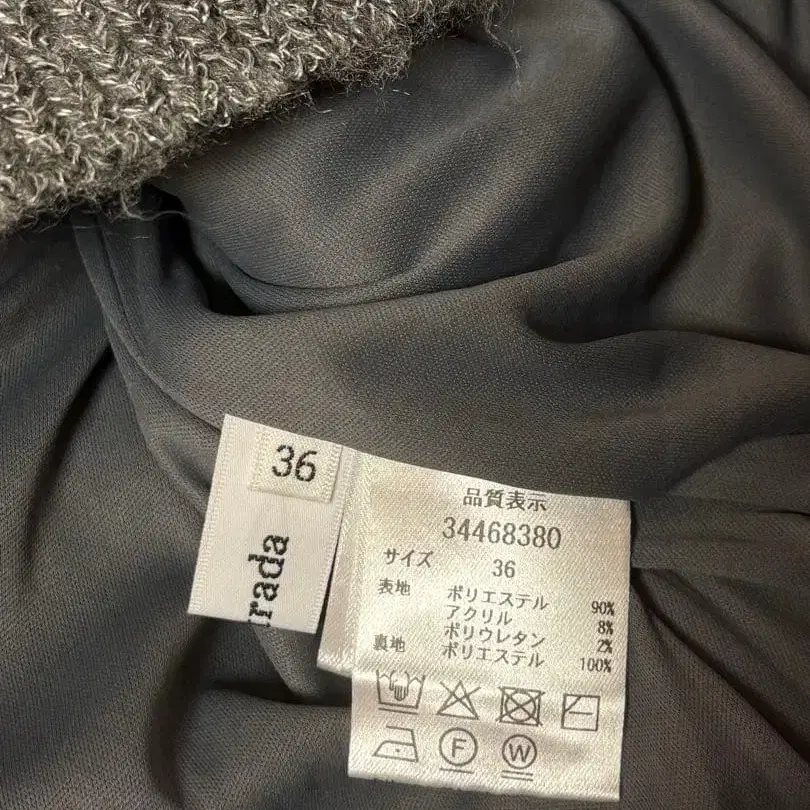 36
rada
品質表示
34468380
サイズ 36
表地 ポリエステル 90%
アクリル 8%
ポリウレタン 2%
裏地 ポリエステル 100%
F W